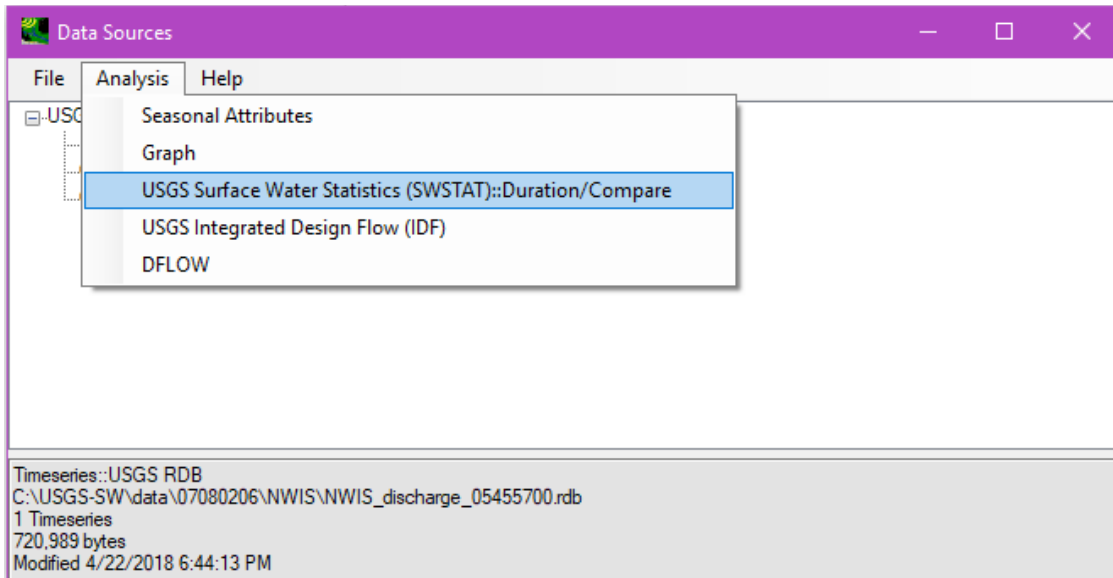 Data Sources
File Analysis Help
USG
Seasonal Attributes
Graph
USGS Surface Water Statistics (SWSTAT)::Duration/Compare
USGS Integrated Design Flow (IDF)
DFLOW
Timeseries::USGS RDB
C:\USGS-SW\data\07080206\NWIS\NWIS_discharge_05455700.rdb
1 Timeseries
720,989 bytes
Modified 4/22/2018 6:44:13 PM